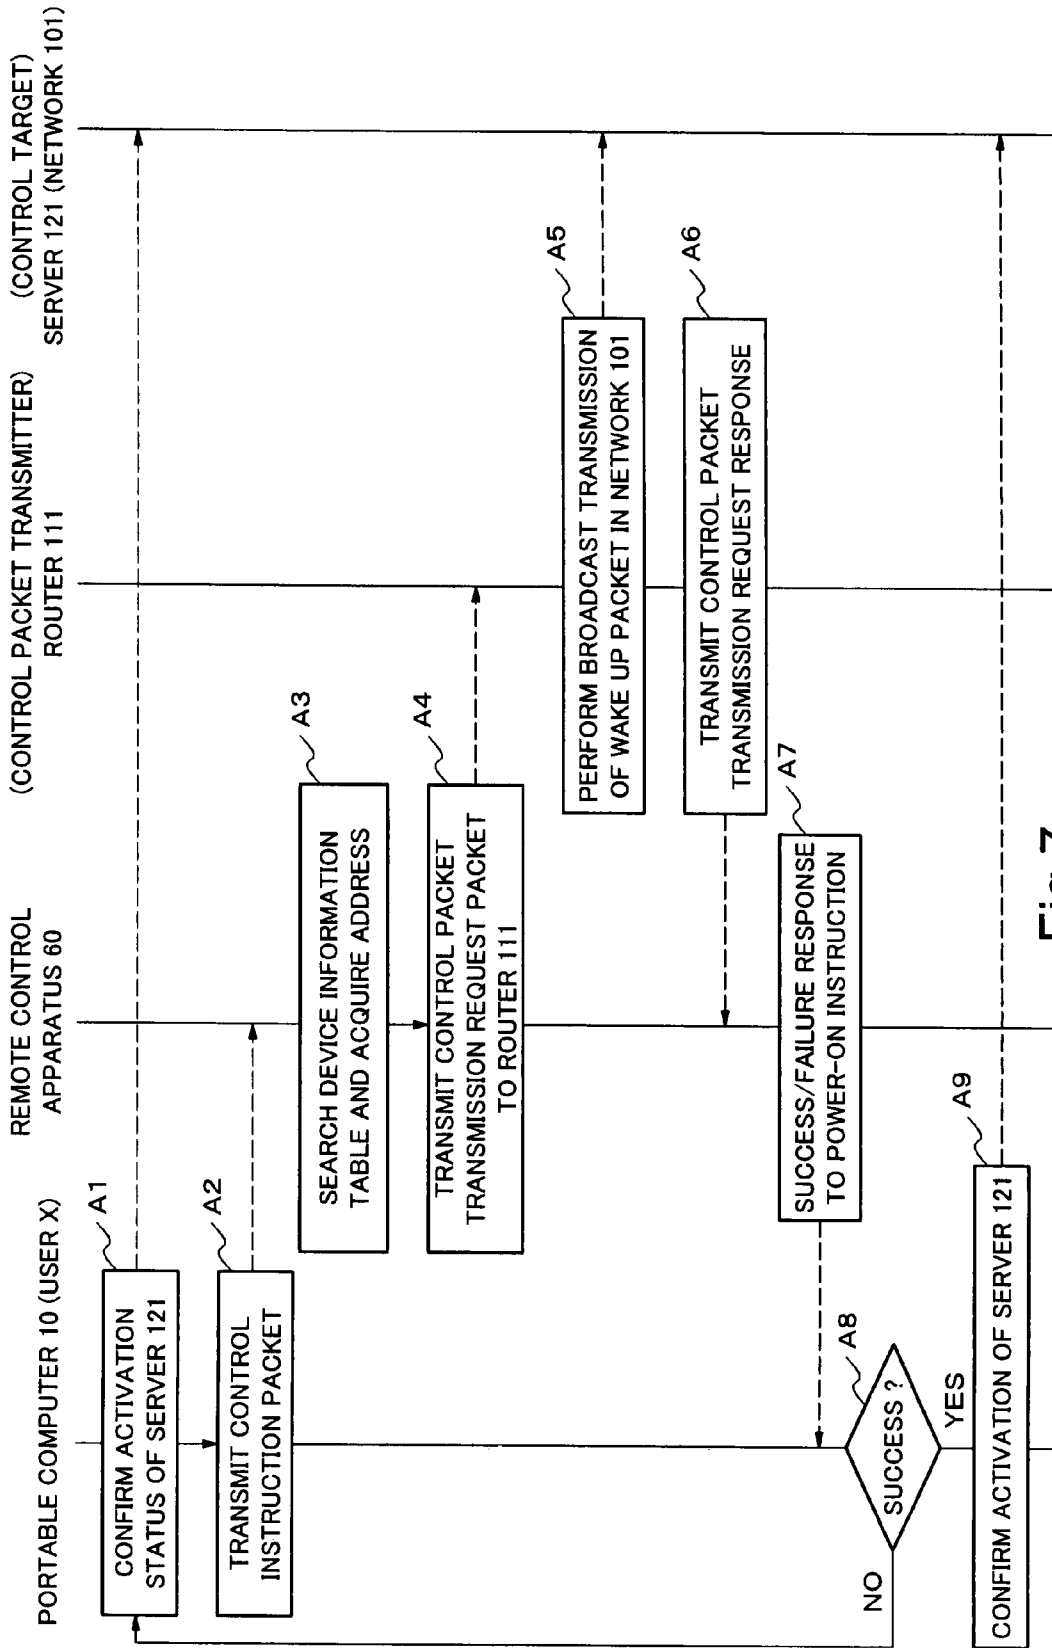 PORTABLE COMPUTER 10 (USER X)
REMOTE CONTROL
APPARATUS 60
(CONTROL PACKET TRANSMITTER)
ROUTER 111
(CONTROL TARGET)
SERVER 121 (NETWORK 101)
A1
CONFIRM ACTIVATION
STATUS OF SERVER 121
A2
TRANSMIT CONTROL
INSTRUCTION PACKET
A3
SEARCH DEVICE INFORMATION
TABLE AND ACQUIRE ADDRESS
A4
TRANSMIT CONTROL PACKET
TRANSMISSION REQUEST PACKET
TO ROUTER 111
A5
PERFORM BROADCAST TRANSMISSION
OF WAKE UP PACKET IN NETWORK 101
A6
TRANSMIT CONTROL PACKET
TRANSMISSION REQUEST RESPONSE
A7
SUCCESS/FAILURE RESPONSE
TO POWER-ON INSTRUCTION
A8
SUCCESS ?
NO
YES
A9
CONFIRM ACTIVATION OF SERVER 121